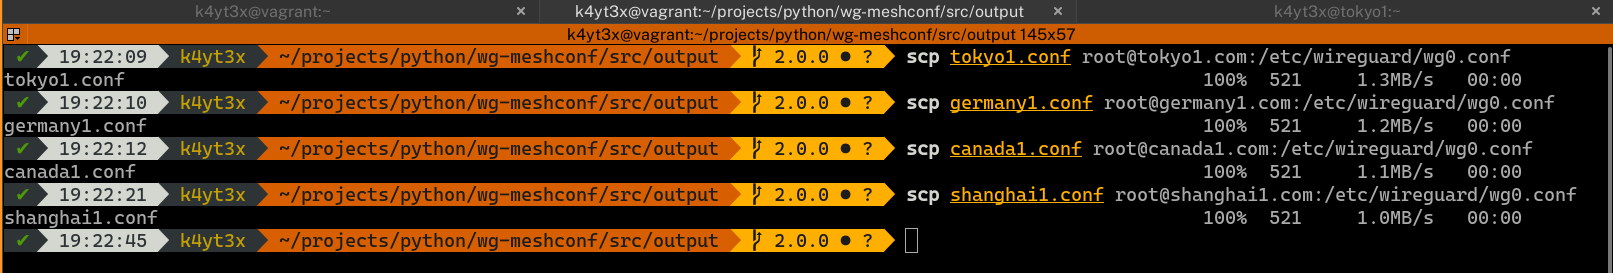 k4yt3x@vagrant:~ × k4yt3x@vagrant:~/projects/python/wg-meshconf/src/output × k4yt3x@tokyo1:~ ×
k4yt3x@vagrant:~/projects/python/wg-meshconf/src/output 145x57
✔ 19:22:09 k4yt3x ~/projects/python/wg-meshconf/src/output 2.0.0 ● ? scp tokyo1.conf root@tokyo1.com:/etc/wireguard/wg0.conf
tokyo1.conf 100% 521 1.3MB/s 00:00
✔ 19:22:10 k4yt3x ~/projects/python/wg-meshconf/src/output 2.0.0 ● ? scp germany1.conf root@germany1.com:/etc/wireguard/wg0.conf
germany1.conf 100% 521 1.2MB/s 00:00
✔ 19:22:12 k4yt3x ~/projects/python/wg-meshconf/src/output 2.0.0 ● ? scp canada1.conf root@canada1.com:/etc/wireguard/wg0.conf
canada1.conf 100% 521 1.1MB/s 00:00
✔ 19:22:21 k4yt3x ~/projects/python/wg-meshconf/src/output 2.0.0 ● ? scp shanghai1.conf root@shanghai1.com:/etc/wireguard/wg0.conf
shanghai1.conf 100% 521 1.0MB/s 00:00
✔ 19:22:45 k4yt3x ~/projects/python/wg-meshconf/src/output 2.0.0 ● ?